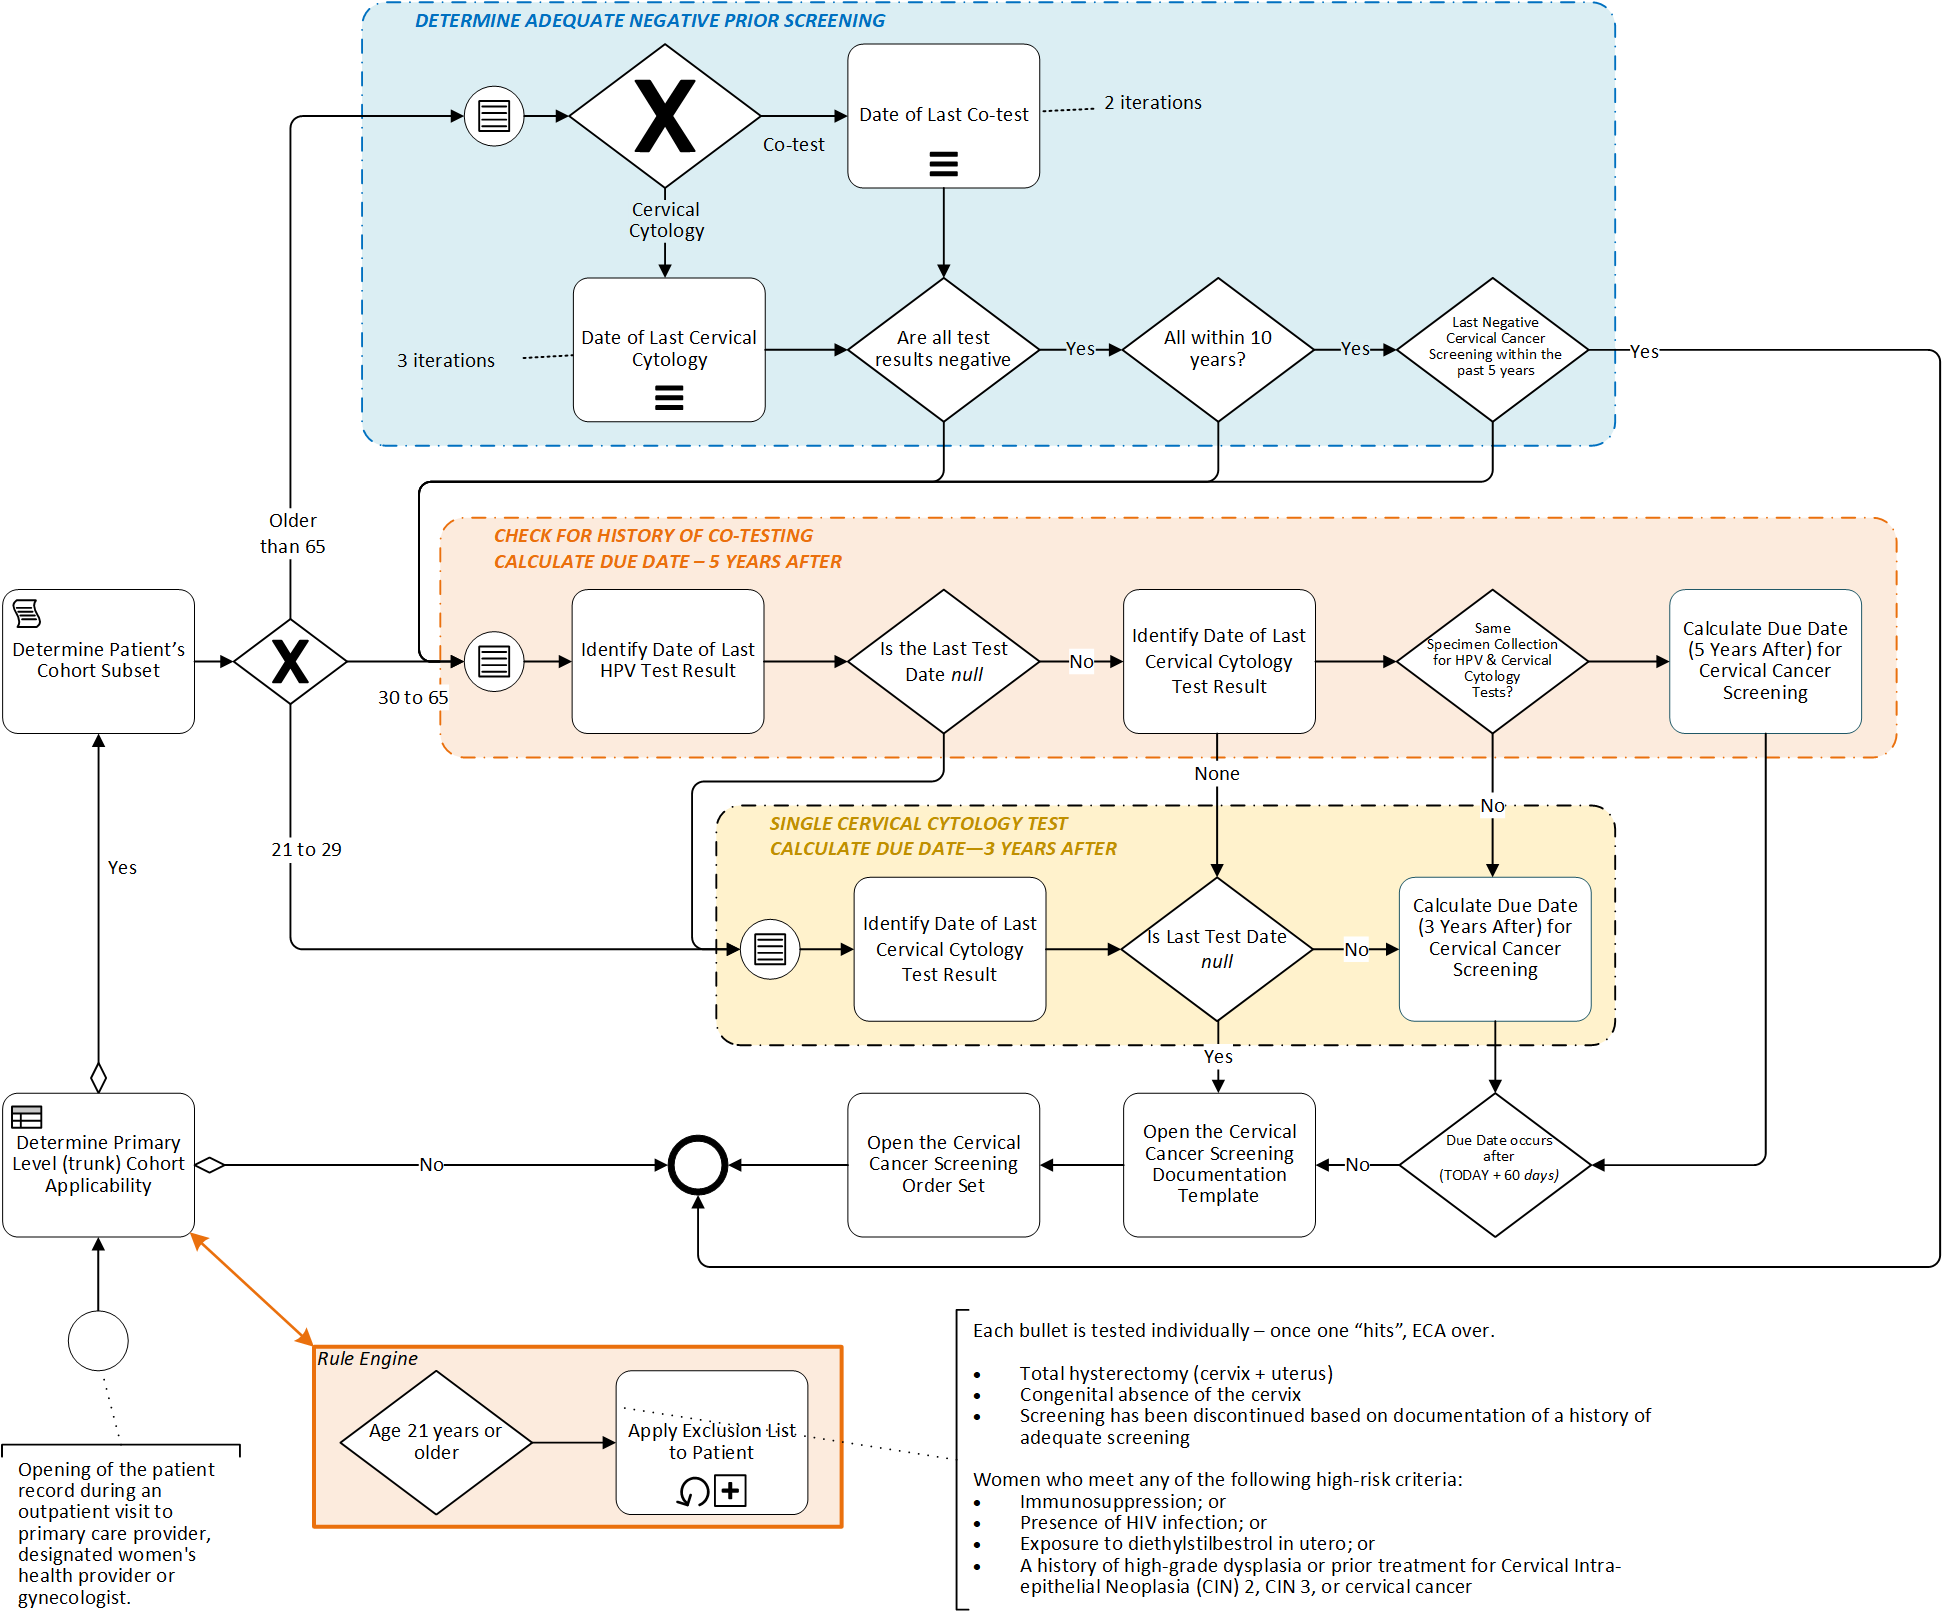 DETERMINE ADEQUATE NEGATIVE PRIOR SCREENING
X
Co-test
Date of Last Co-test
2 iterations
Cervical
Cytology
3 iterations
Date of Last Cervical
Cytology
Are all test
results negative
Yes
All within 10
years?
Yes
Last Negative
Cervical Cancer
Screening within the
past 5 years
Yes
Older
than 65
CHECK FOR HISTORY OF CO-TESTING
CALCULATE DUE DATE – 5 YEARS AFTER
Determine Patient's
Cohort Subset
X
30 to 65
Identify Date of Last
HPV Test Result
Is the Last Test
Date null
No
Identify Date of Last
Cervical Cytology
Test Result
Same
Specimen Collection
for HPV & Cervical
Cytology
Tests?
Calculate Due Date
(5 Years After) for
Cervical Cancer
Screening
None
No
21 to 29
Yes
SINGLE CERVICAL CYTOLOGY TEST
CALCULATE DUE DATE—3 YEARS AFTER
Identify Date of Last
Cervical Cytology
Test Result
Is Last Test Date
null
No
Calculate Due Date
(3 Years After) for
Cervical Cancer
Screening
Yes
Determine Primary
Level (trunk) Cohort
Applicability
No
Open the Cervical
Cancer Screening
Order Set
Open the Cervical
Cancer Screening
Documentation
Template
No
Due Date occurs
after
(TODAY + 60 days)
Rule Engine
Age 21 years or
older
Apply Exclusion List
to Patient
Opening of the patient
record during an
outpatient visit to
primary care provider,
designated women's
health provider or
gynecologist.
Each bullet is tested individually – once one “hits”, ECA over.
• Total hysterectomy (cervix + uterus)
• Congenital absence of the cervix
• Screening has been discontinued based on documentation of a history of
adequate screening
Women who meet any of the following high-risk criteria:
• Immunosuppression; or
• Presence of HIV infection; or
• Exposure to diethylstilbestrol in utero; or
• A history of high-grade dysplasia or prior treatment for Cervical Intra-
epithelial Neoplasia (CIN) 2, CIN 3, or cervical cancer